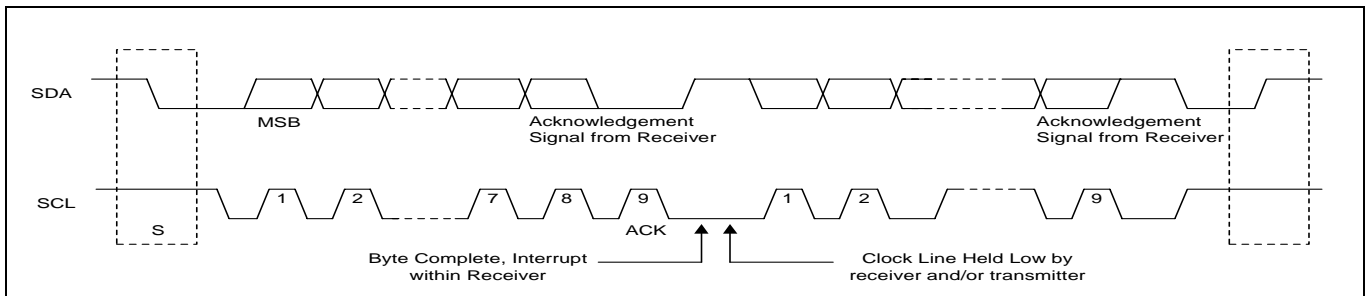 SDA
MSB
Acknowledgement
Signal from Receiver
Acknowledgement
Signal from Receiver
SCL
1
2
7
8
9
1
2
9
S
ACK
Byte Complete, Interrupt
within Receiver
Clock Line Held Low by
receiver and/or transmitter